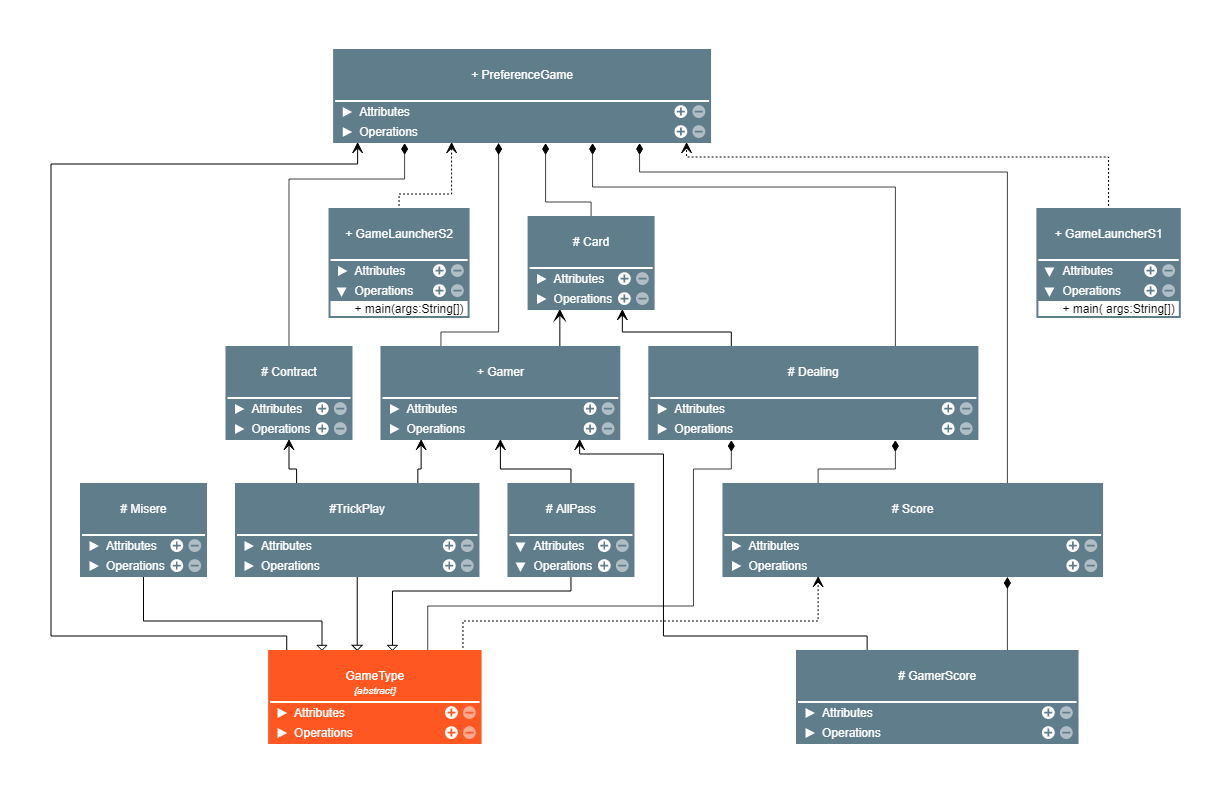 + PreferenceGame
Attributes
Operations
+ GameLauncherS2
Attributes
Operations
+ main(args:String[])
# Card
Attributes
Operations
+ GameLauncherS1
Attributes
Operations
+ main( args:String[])
# Contract
Attributes
Operations
+ Gamer
Attributes
Operations
# Dealing
Attributes
Operations
# Misere
Attributes
Operations
#TrickPlay
Attributes
Operations
# AllPass
Attributes
Operations
# Score
Attributes
Operations
GameType
{abstract}
Attributes
Operations
# GamerScore
Attributes
Operations